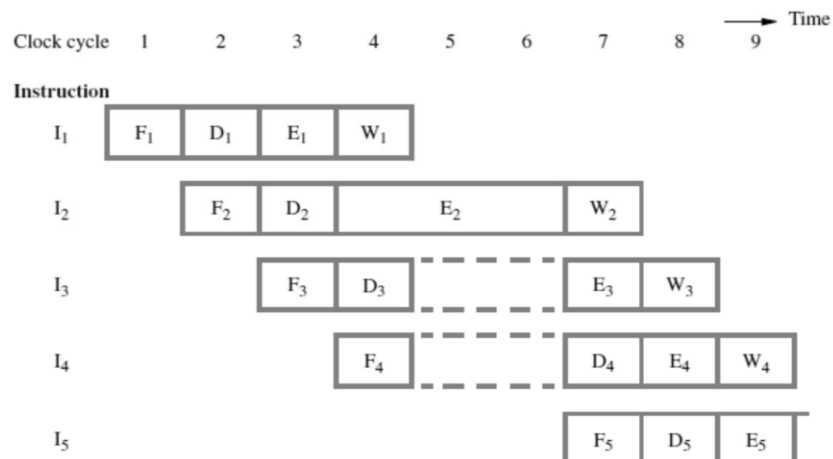 Time
Clock cycle 1 2 3 4 5 6 7 8 9
Instruction
I₁ F₁ D₁ E₁ W₁
I₂ F₂ D₂ E₂ W₂
I₃ F₃ D₃ E₃ W₃
I₄ F₄ D₄ E₄ W₄
I₅ F₅ D₅ E₅